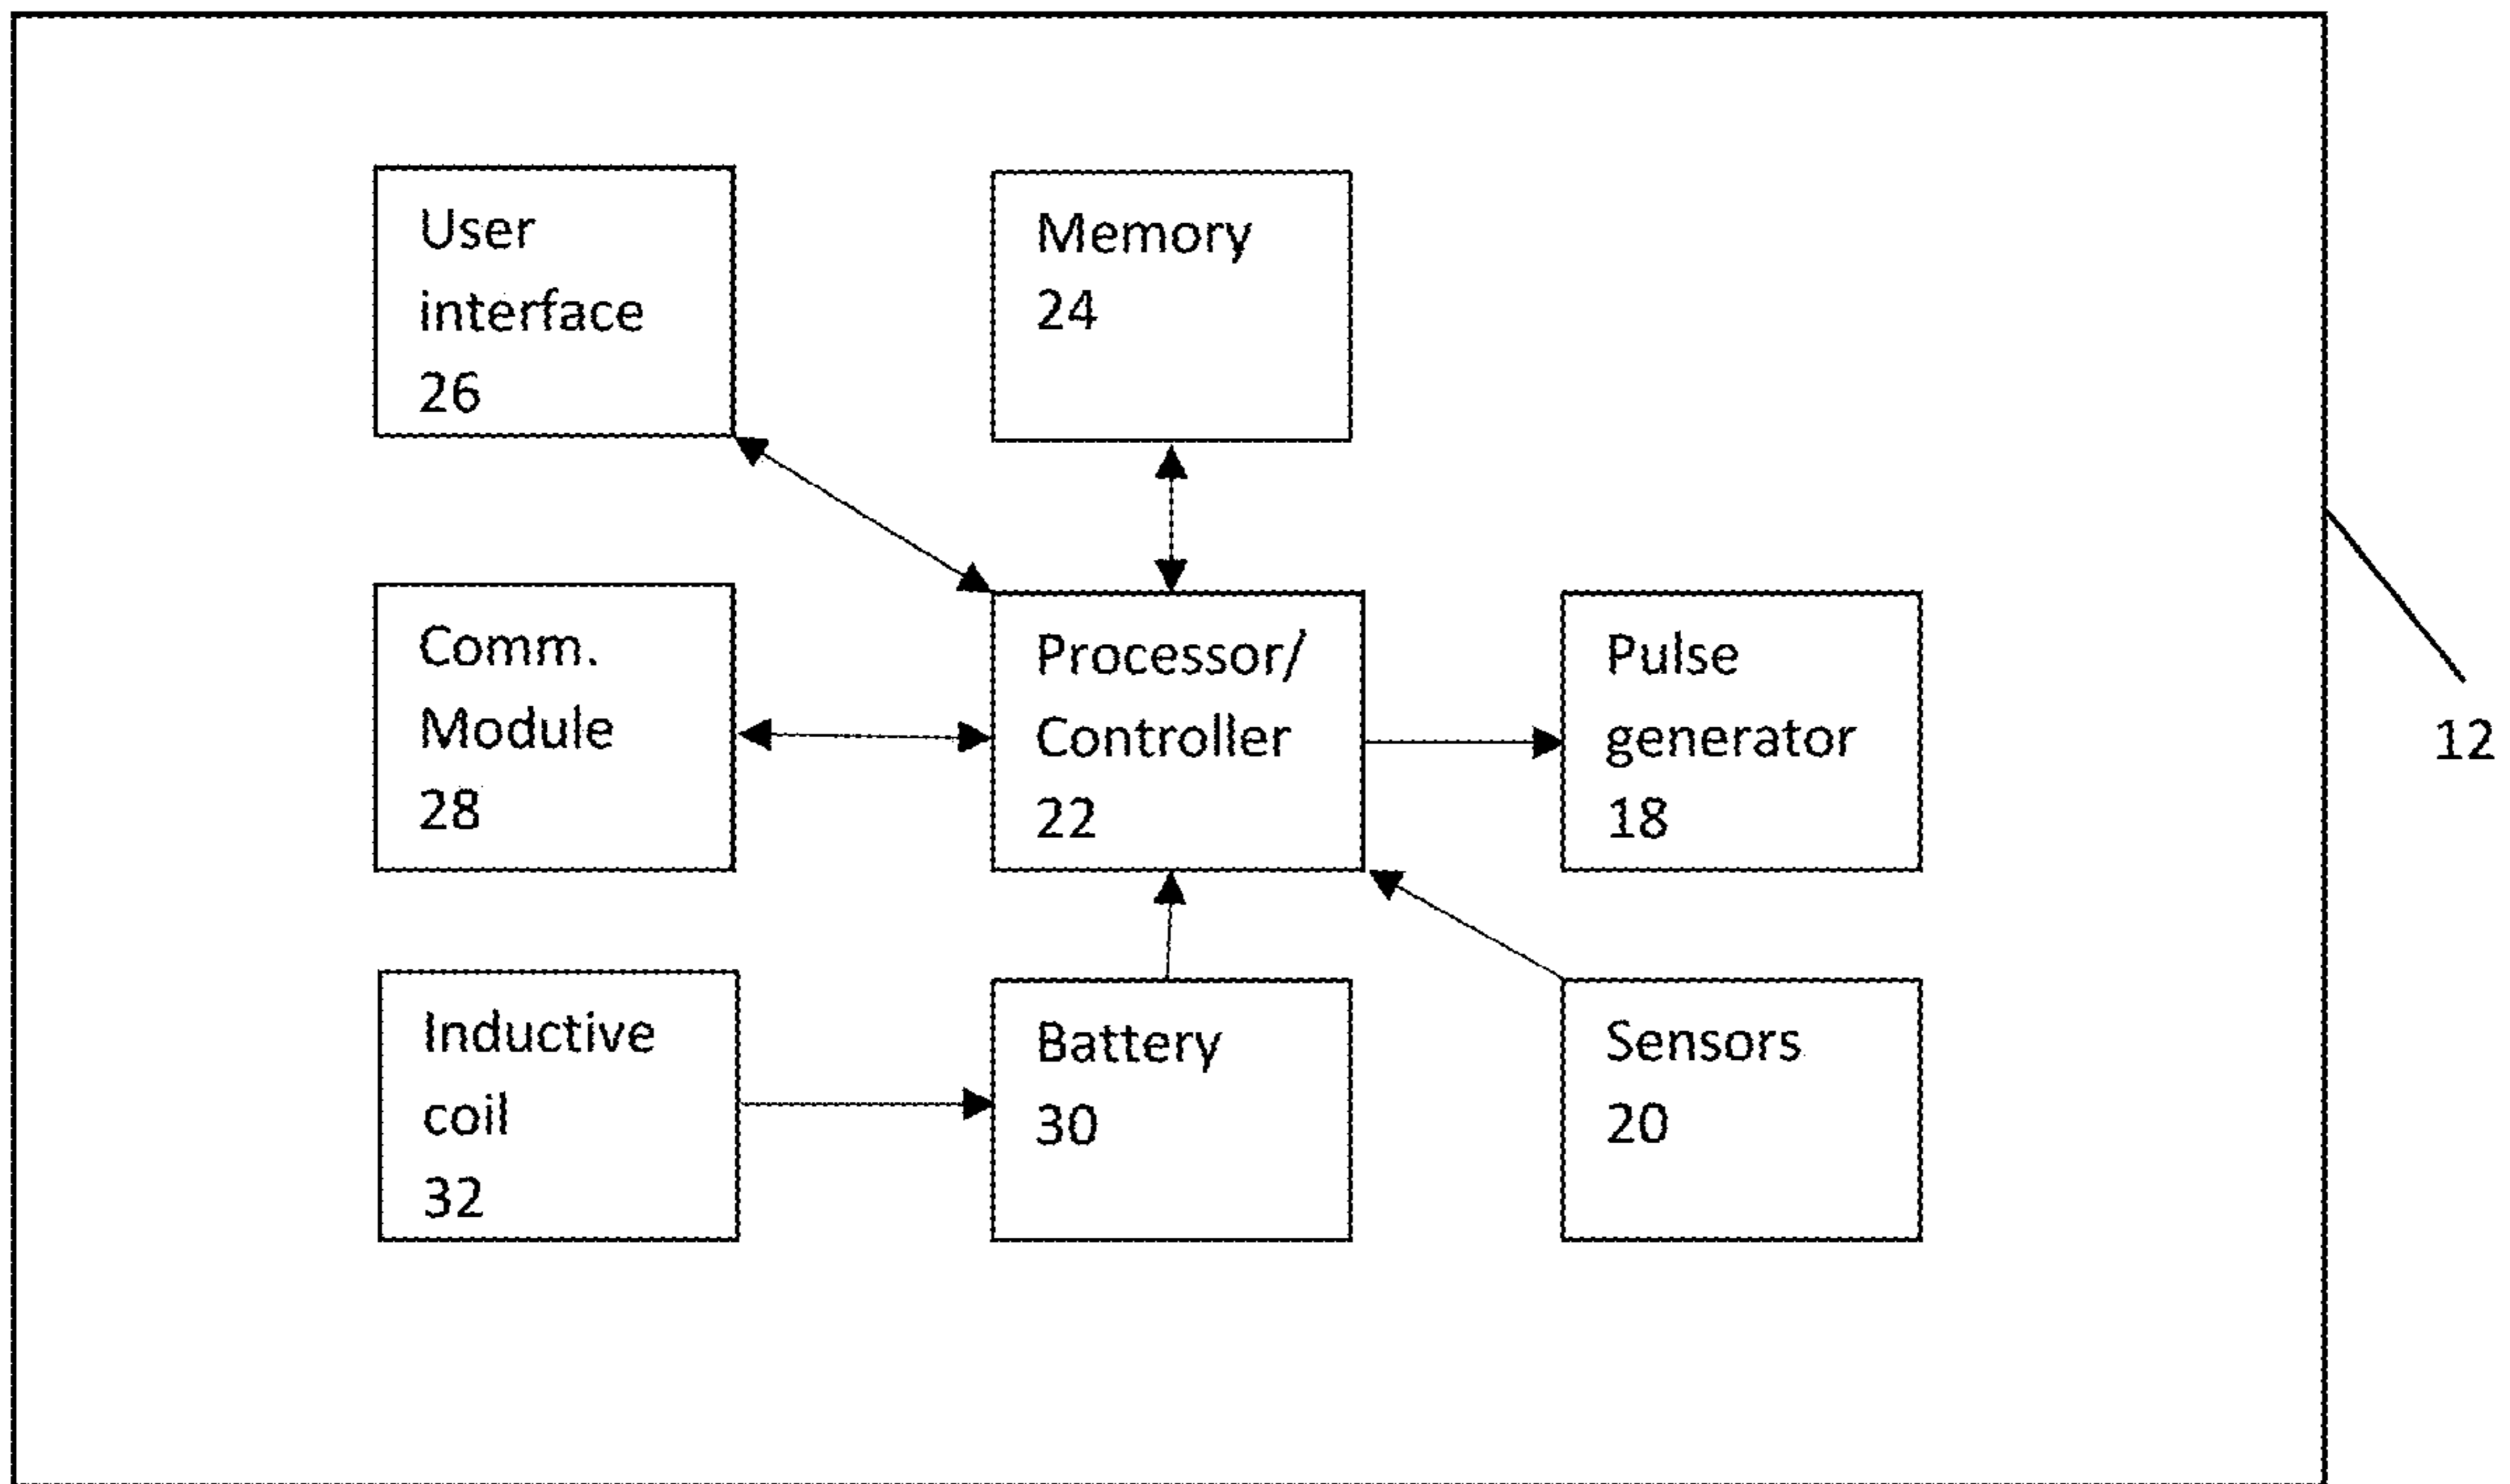 User
interface
26
Memory
24
Comm.
Module
28
Processor/
Controller
22
Pulse
generator
18
12
Inductive
coil
32
Battery
30
Sensors
20